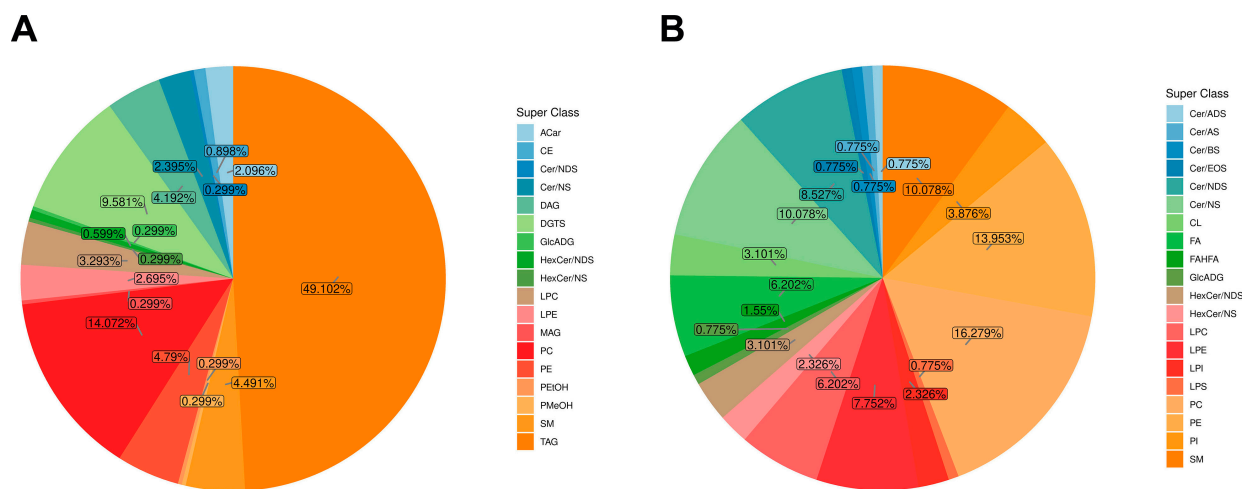 A
B
0.898%
2.395%
2.096%
0.299%
4.192%
9.581%
0.299%
0.599%
0.299%
3.293%
2.695%
0.299%
49.102%
14.072%
4.79%
0.299%
4.491%
0.299%
Super Class
ACar
CE
Cer/NDS
Cer/NS
DAG
DGTS
GlcADG
HexCer/NDS
HexCer/NS
LPC
LPE
MAG
PC
PE
PEtOH
PMeOH
SM
TAG
0.775%
0.775%
0.775%
0.775%
8.527%
10.078%
10.078%
3.876%
13.953%
3.101%
6.202%
1.55%
0.775%
3.101%
16.279%
2.326%
0.775%
6.202%
2.326%
7.752%
Super Class
Cer/ADS
Cer/AS
Cer/BS
Cer/EOS
Cer/NDS
Cer/NS
CL
FA
FAHFA
GlcADG
HexCer/NDS
HexCer/NS
LPC
LPE
LPI
LPS
PC
PE
PI
SM